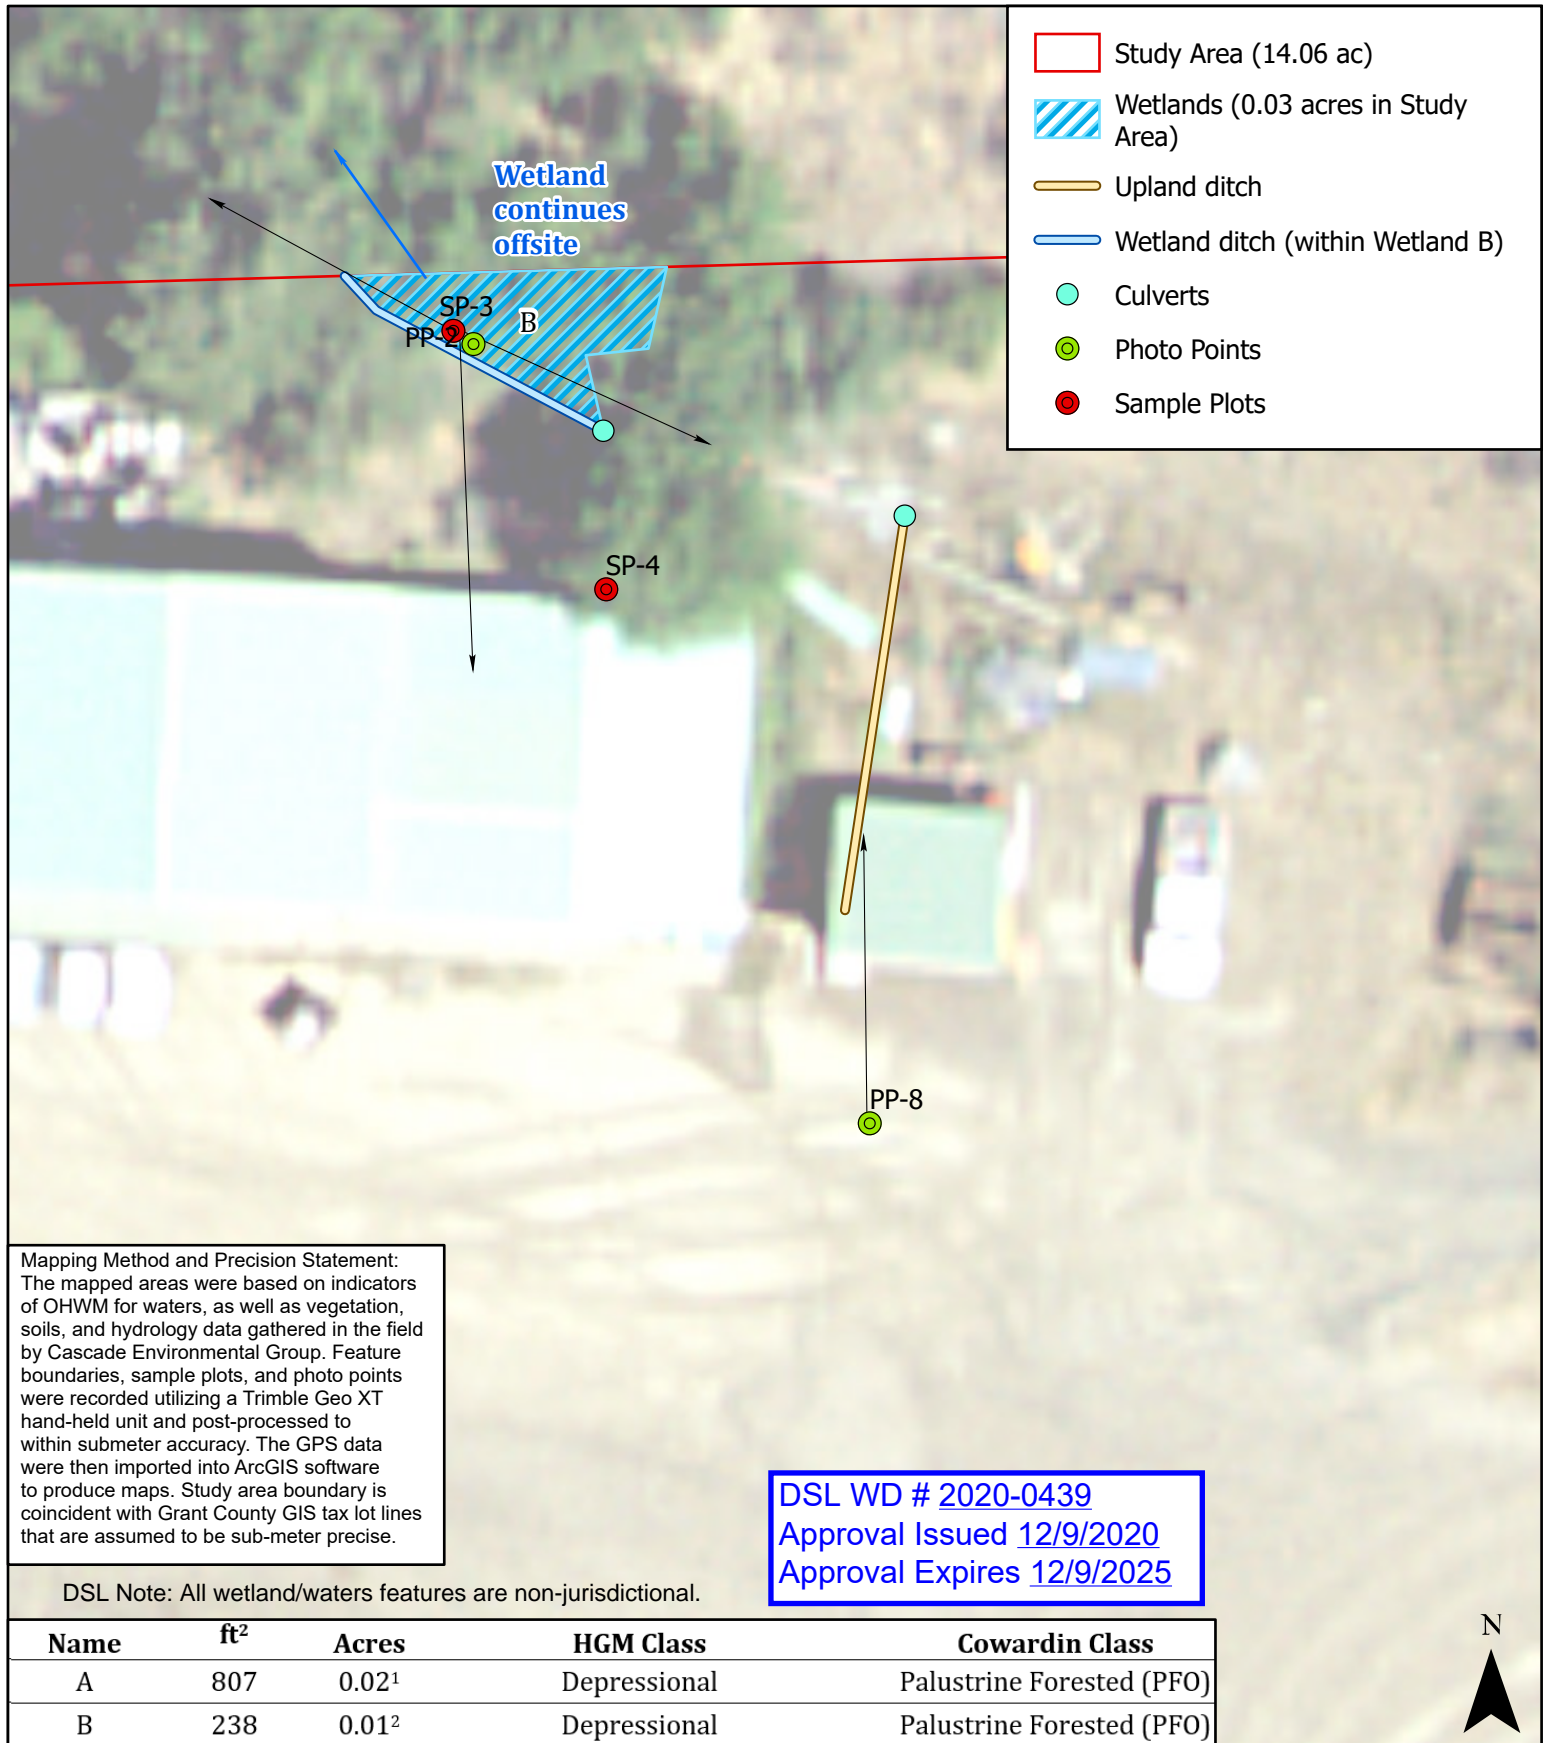 Study Area (14.06 ac)
Wetlands (0.03 acres in Study
Area)
Upland ditch
Wetland ditch (within Wetland B)
Culverts
Photo Points
Sample Plots
Wetland
continues
offsite
SP-3
B
PP-2
SP-4
PP-8
Mapping Method and Precision Statement:
The mapped areas were based on indicators
of OHWM for waters, as well as vegetation,
soils, and hydrology data gathered in the field
by Cascade Environmental Group. Feature
boundaries, sample plots, and photo points
were recorded utilizing a Trimble Geo XT
hand-held unit and post-processed to
within submeter accuracy. The GPS data
were then imported into ArcGIS software
to produce maps. Study area boundary is
coincident with Grant County GIS tax lot lines
that are assumed to be sub-meter precise.
DSL WD # 2020-0439
Approval Issued 12/9/2020
Approval Expires 12/9/2025
DSL Note: All wetland/waters features are non-jurisdictional.
Name ft² Acres HGM Class Cowardin Class
A 807 0.02¹ Depressional Palustrine Forested (PFO)
B 238 0.01² Depressional Palustrine Forested (PFO)
N